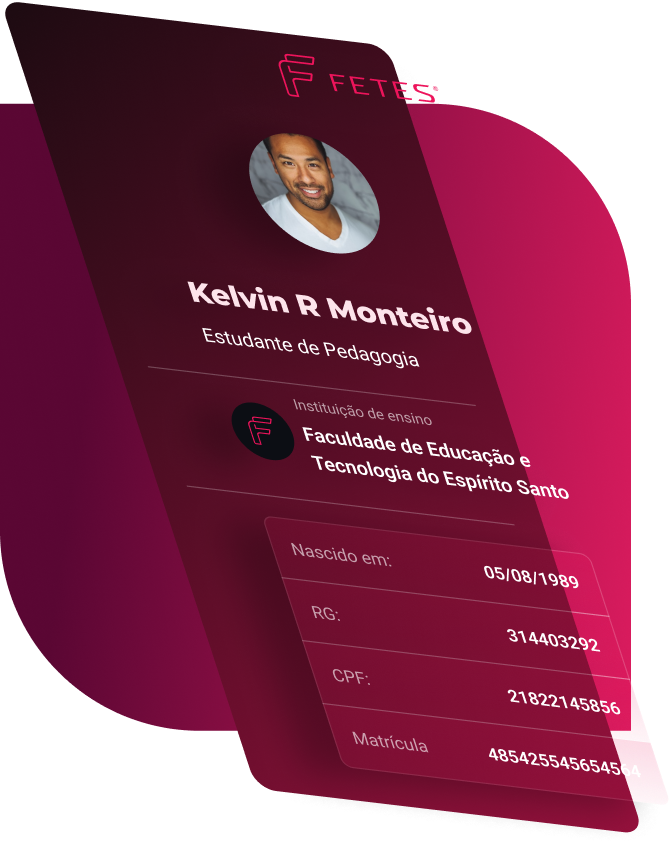 FETES
Kelvin R Monteiro
Estudante de Pedagogia
Instituição de ensino
Faculdade de Educação e
Tecnologia do Espírito Santo
Nascido em: 05/08/1989
RG: 314403292
CPF: 21822145856
Matrícula 485425545654564